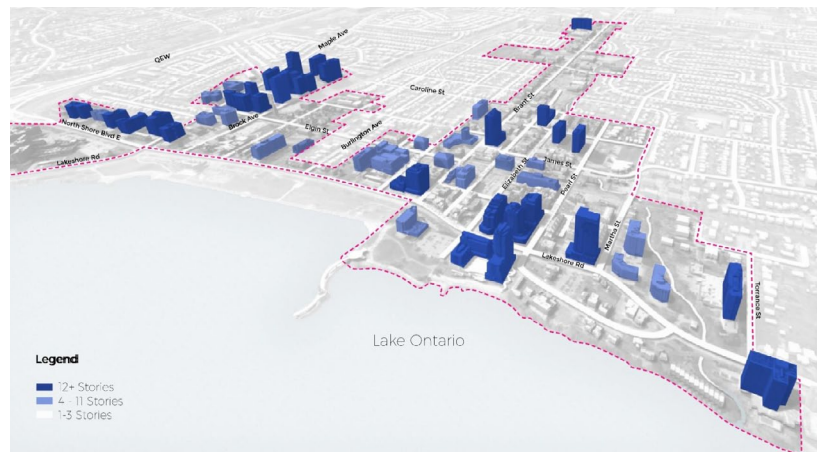 QEW
Maple Ave
Caroline St
Brant St
North Shore Blvd E
Brock Ave
Elgin St
Burlington Ave
Lakeshore Rd
James St
Elizabeth St
Pearl St
Martha St
Lakeshore Rd
Torrance St
Lake Ontario
Legend
12+ Stories
4 - 11 Stories
1-3 Stories